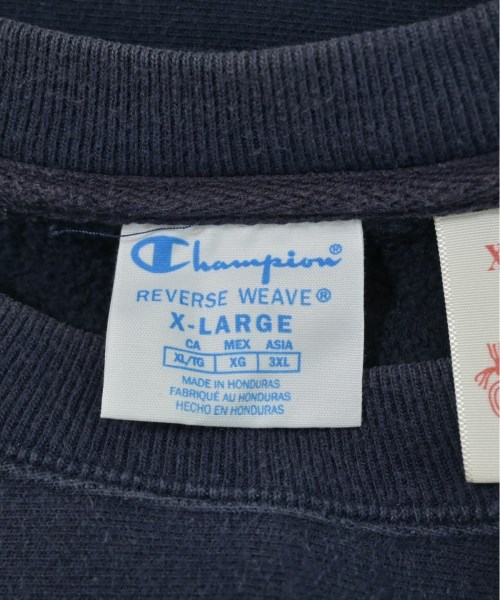 Champion®
REVERSE WEAVE®
X-LARGE
CA MEX ASIA
XL/TG XG 3XL
MADE IN HONDURAS
FABRIQUÉ AU HONDURAS
HECHO EN HONDURAS
X